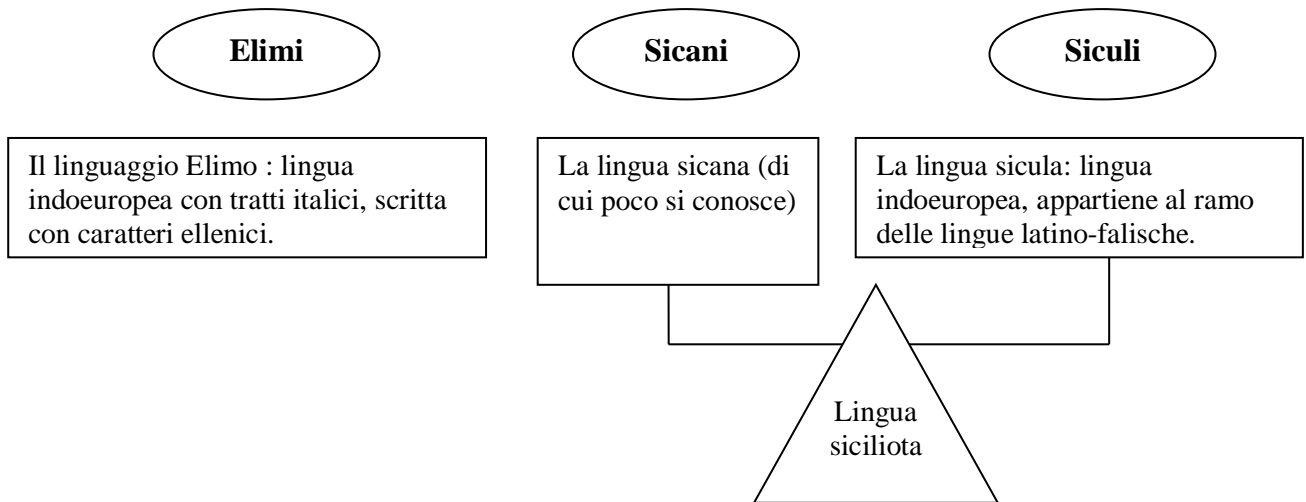 Elimi
Sicani
Siculi
Il linguaggio Elimo : lingua
indoeuropea con tratti italici, scritta
con caratteri ellenici.
La lingua sicana (di
cui poco si conosce)
La lingua sicula: lingua
indoeuropea, appartiene al ramo
delle lingue latino-falische.
Lingua
siciliota